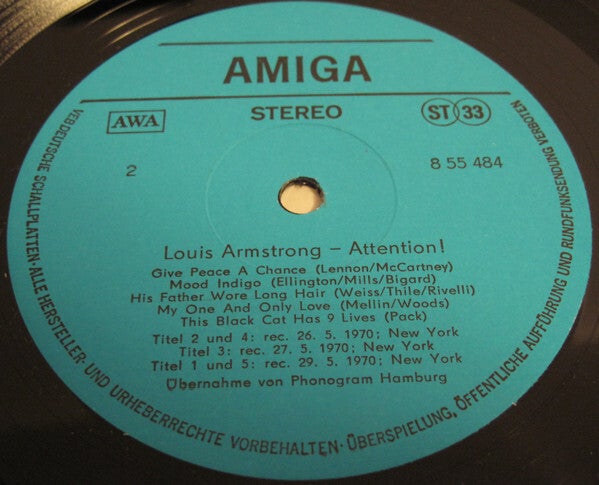 AMIGA
STEREO
AWA
ST 33
2
8 55 484
Louis Armstrong – Attention!
Give Peace A Chance (Lennon/McCartney)
Mood Indigo (Ellington/Mills/Bigard)
His Father Wore Long Hair (Weiss/Thile/Rivelli)
My One And Only Love (Mellin/Woods)
This Black Cat Has 9 Lives (Pack)
Titel 2 und 4: rec. 26. 5. 1970; New York
Titel 3: rec. 27. 5. 1970; New York
Titel 1 und 5: rec. 29. 5. 1970; New York
Übernahme von Phonogram Hamburg
VEB DEUTSCHE SCHALLPLATTEN · ALLE HERSTELLER- UND URHEBERRECHTE VORBEHALTEN · ÜBERSPIELUNG, ÖFFENTLICHE AUFFÜHRUNG UND RUNDFUNKSENDUNG VERBOTEN